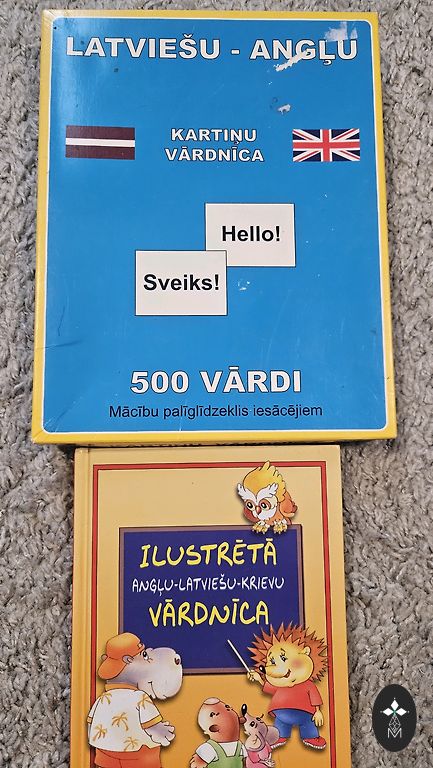 LATVIEŠU - ANGĻU
KARTIŅU
VĀRDNĪCA
Hello!
Sveiks!
500 VĀRDI
Mācību palīglīdzeklis iesācējiem
ILUSTRĒTĀ
ANGĻU-LATVIEŠU-KRIEVU
VĀRDNĪCA